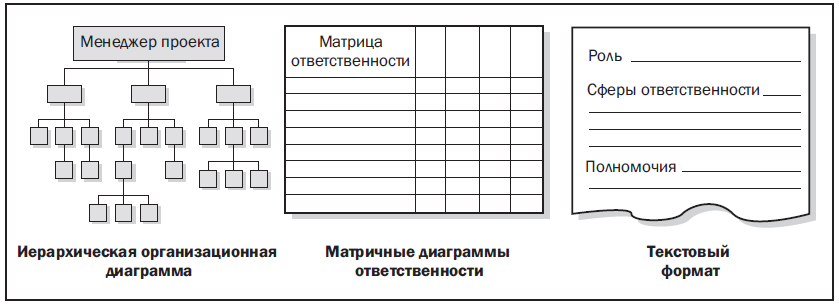 Менеджер проекта
Иерархическая организационная
диаграмма
Матрица
ответственности
Матричные диаграммы
ответственности
Роль
Сферы ответственности
Полномочия
Текстовый
формат